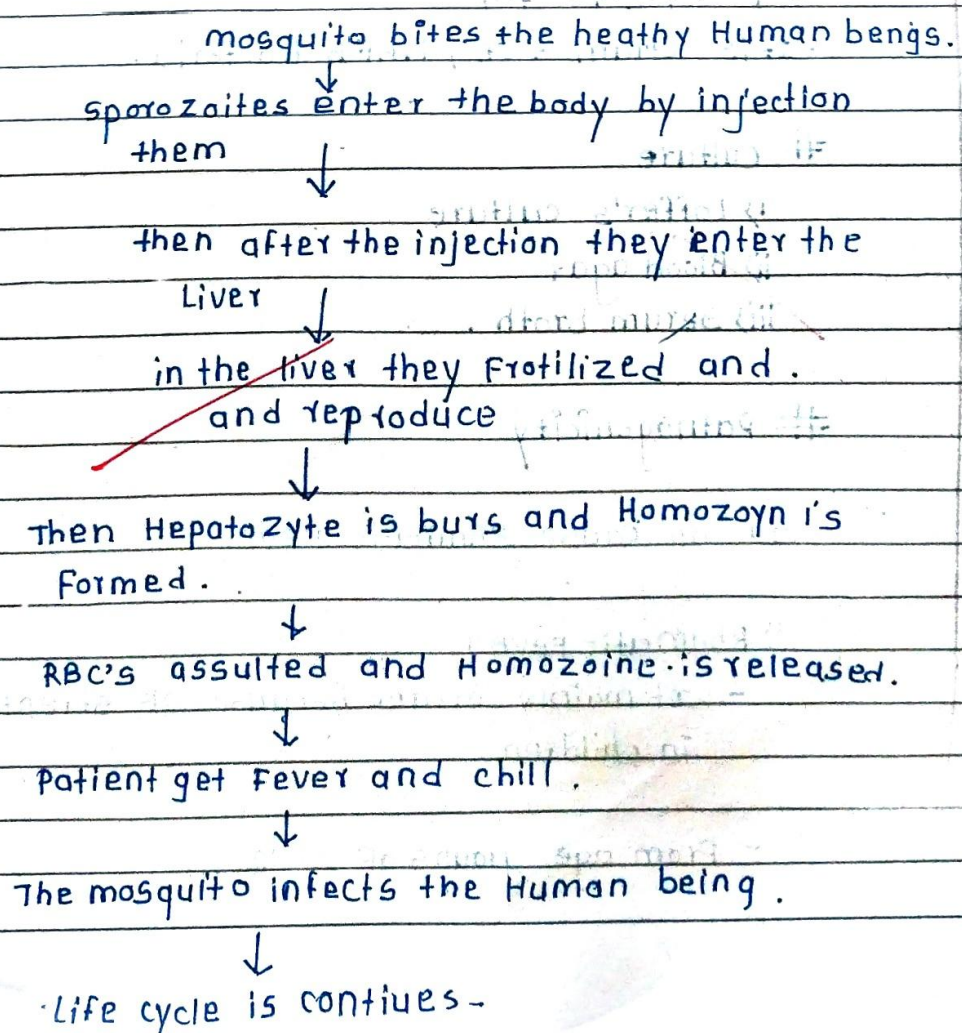 mosquito bites the heathy Human bengs.
↓
sporozoites enter the body by injection
them ↓
then after the injection they enter the
Liver ↓
in the liver they Frotilized and .
and reproduce
↓
Then Hepatozyte is burs and Homozoyn is
Formed .
↓
RBC's assulted and Homozoine is released.
↓
Patient get Fever and chill .
↓
The mosquito infects the Human being .
↓
Life cycle is contiues -